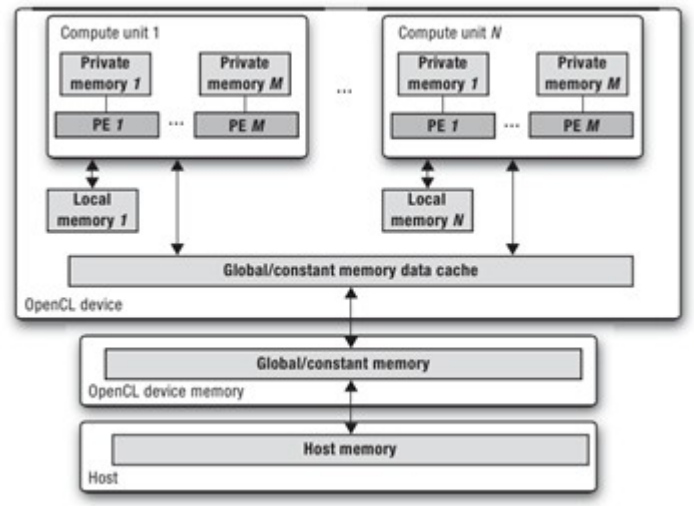 Compute unit 1
Compute unit N
Private
memory 1
Private
memory M
...
Private
memory 1
Private
memory M
PE 1
...
PE M
PE 1
...
PE M
Local
memory 1
Local
memory N
Global/constant memory data cache
OpenCL device
Global/constant memory
OpenCL device memory
Host memory
Host